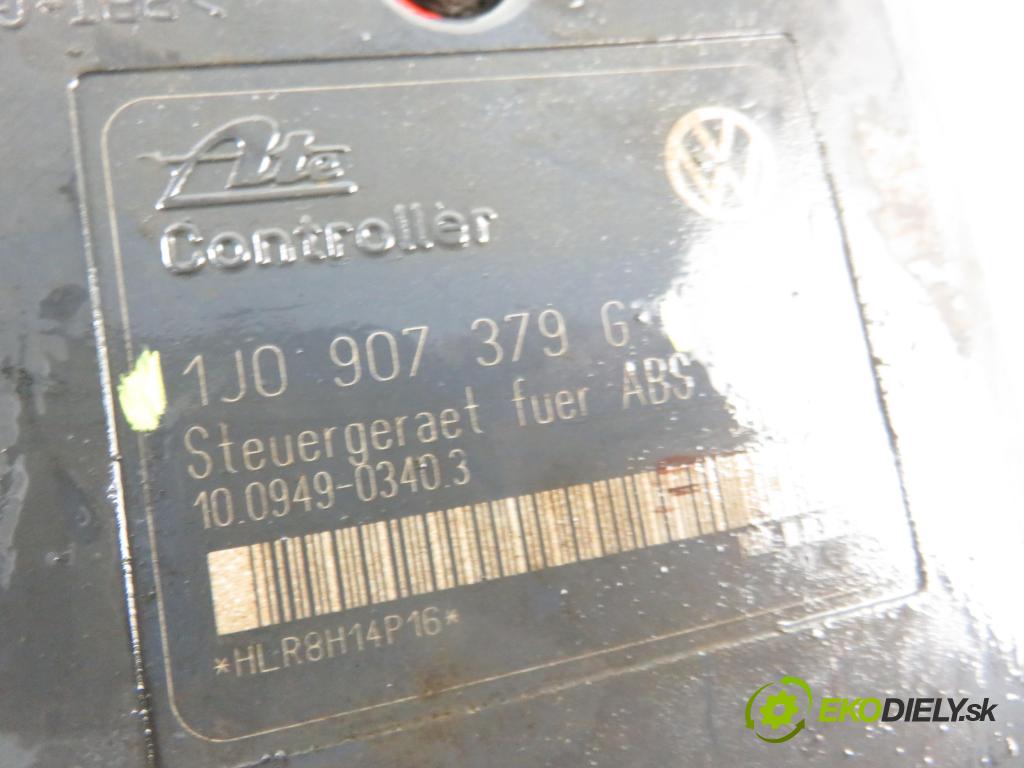 Ate
Controller
1J0 907 379 G
Steuergeraet fuer ABS
10.0949-0340.3
*HLR8H14P16*
EKODIELY.sk